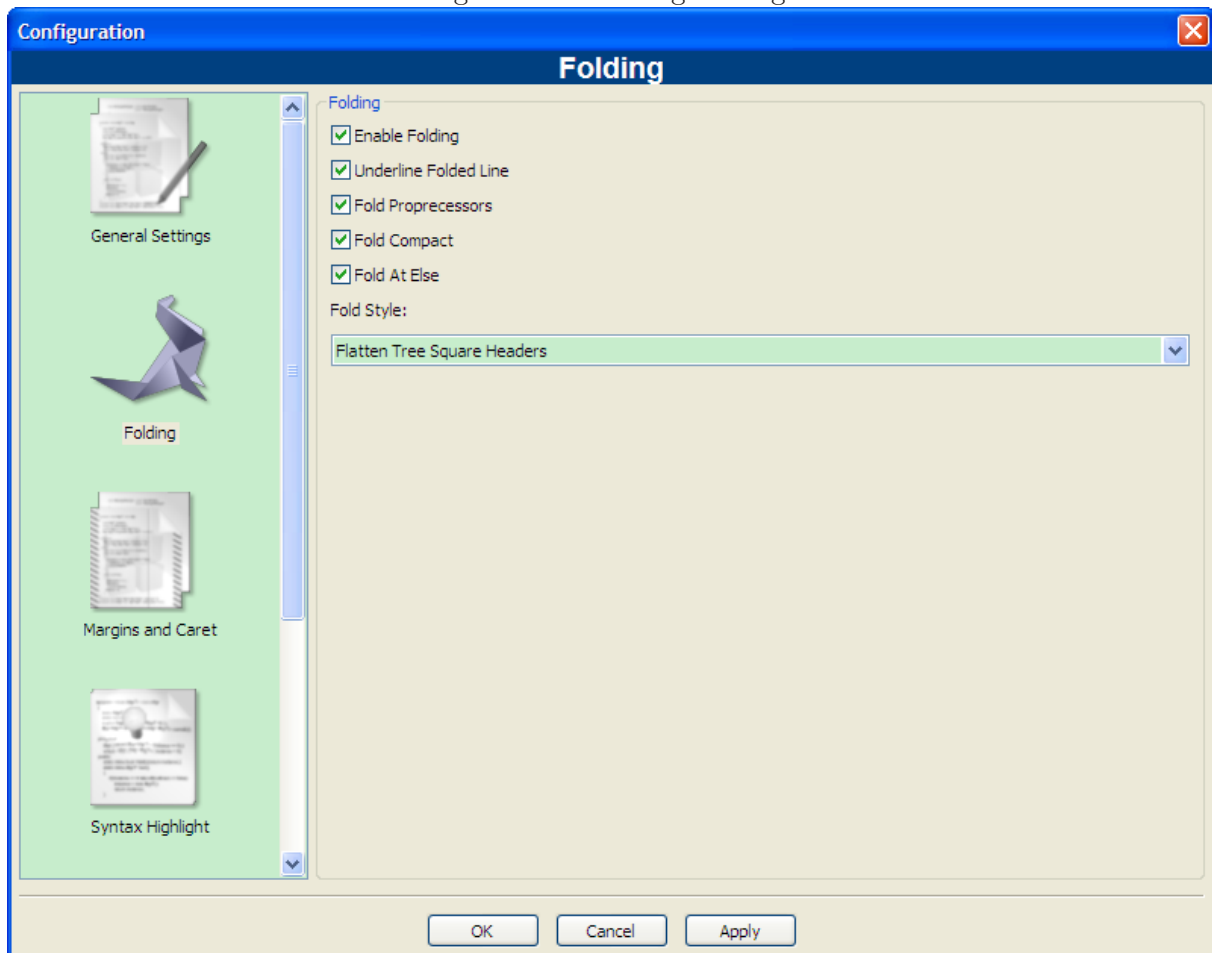 Configuration
Folding
General Settings
Folding
Margins and Caret
Syntax Highlight
Folding
Enable Folding
Underline Folded Line
Fold Proprecessors
Fold Compact
Fold At Else
Fold Style:
Flatten Tree Square Headers
OK
Cancel
Apply